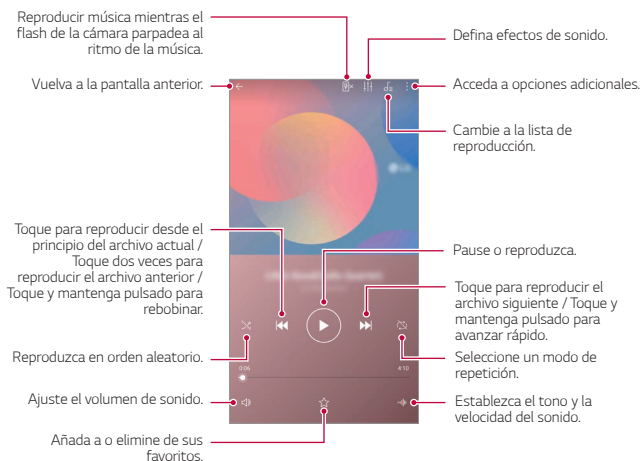 Reproducir música mientras el
flash de la cámara parpadea al
ritmo de la música.
Defina efectos de sonido.
Vuelva a la pantalla anterior.
Acceda a opciones adicionales.
Cambie a la lista de
reproducción.
Toque para reproducir desde el
principio del archivo actual /
Toque dos veces para
reproducir el archivo anterior /
Toque y mantenga pulsado para
rebobinar.
Pause o reproduzca.
Toque para reproducir el
archivo siguiente / Toque y
mantenga pulsado para
avanzar rápido.
Reproduzca en orden aleatorio.
Seleccione un modo de
repetición.
0:06
4:10
Ajuste el volumen de sonido.
Establezca el tono y la
velocidad del sonido.
Añada a o elimine de sus
favoritos.